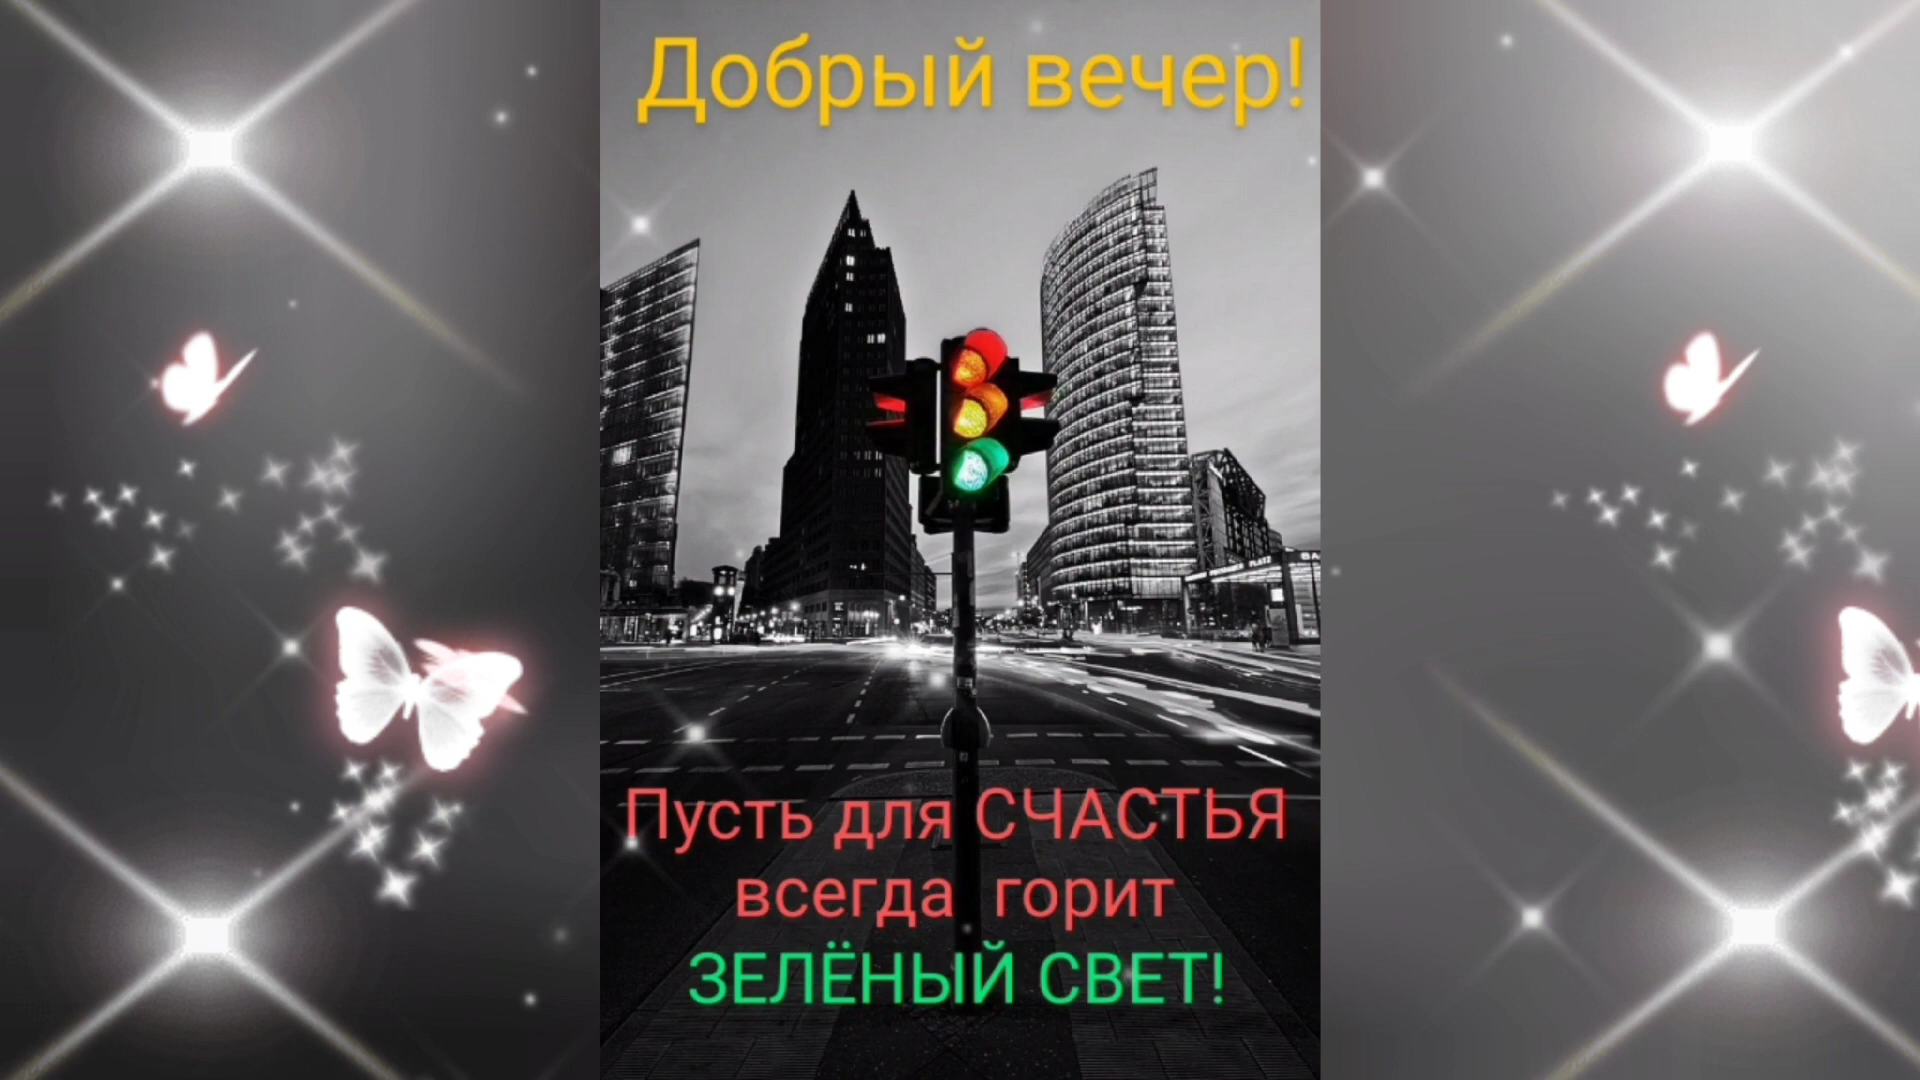 Добрый вечер!
Пусть для СЧАСТЬЯ
всегда горит
ЗЕЛЁНЫЙ СВЕТ!